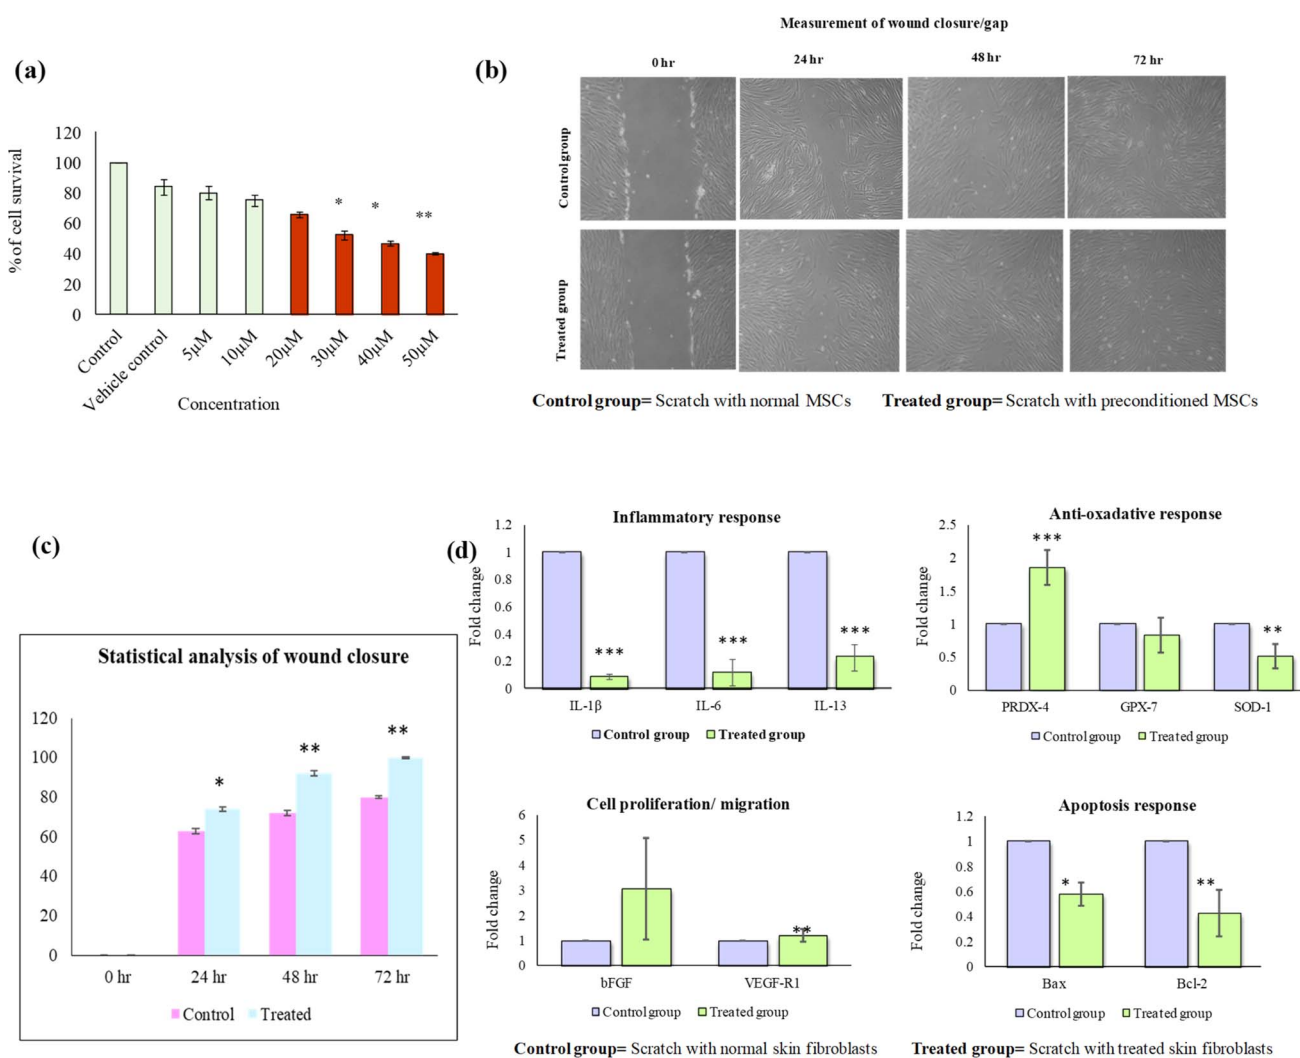 Measurement of wound closure/gap
(a)
(b)
0 hr
24 hr
48 hr
72 hr
Control group
Treated group
120
100
80
60
40
20
0
% of cell survival
*
*
**
Control
Vehicle control
5µM
10µM
20µM
30µM
40µM
50µM
Concentration
Control group= Scratch with normal MSCs
Treated group= Scratch with preconditioned MSCs
(c)
Statistical analysis of wound closure
120
100
80
60
40
20
0
*
**
**
0 hr
24 hr
48 hr
72 hr
Control
Treated
(d)
Inflammatory response
1.2
1
0.8
0.6
0.4
0.2
0
Fold change
***
***
***
IL-1β
IL-6
IL-13
Control group
Treated group
Anti-oxadative response
2.5
2
1.5
1
0.5
0
Fold change
***
**
PRDX-4
GPX-7
SOD-1
Control group
Treated group
Cell proliferation/ migration
6
5
4
3
2
1
0
Fold change
**
bFGF
VEGF-R1
Control group
Treated group
Apoptosis response
1.2
1
0.8
0.6
0.4
0.2
0
Fold change
*
**
Bax
Bcl-2
Control group
Treated group
Control group= Scratch with normal skin fibroblasts
Treated group= Scratch with treated skin fibroblasts